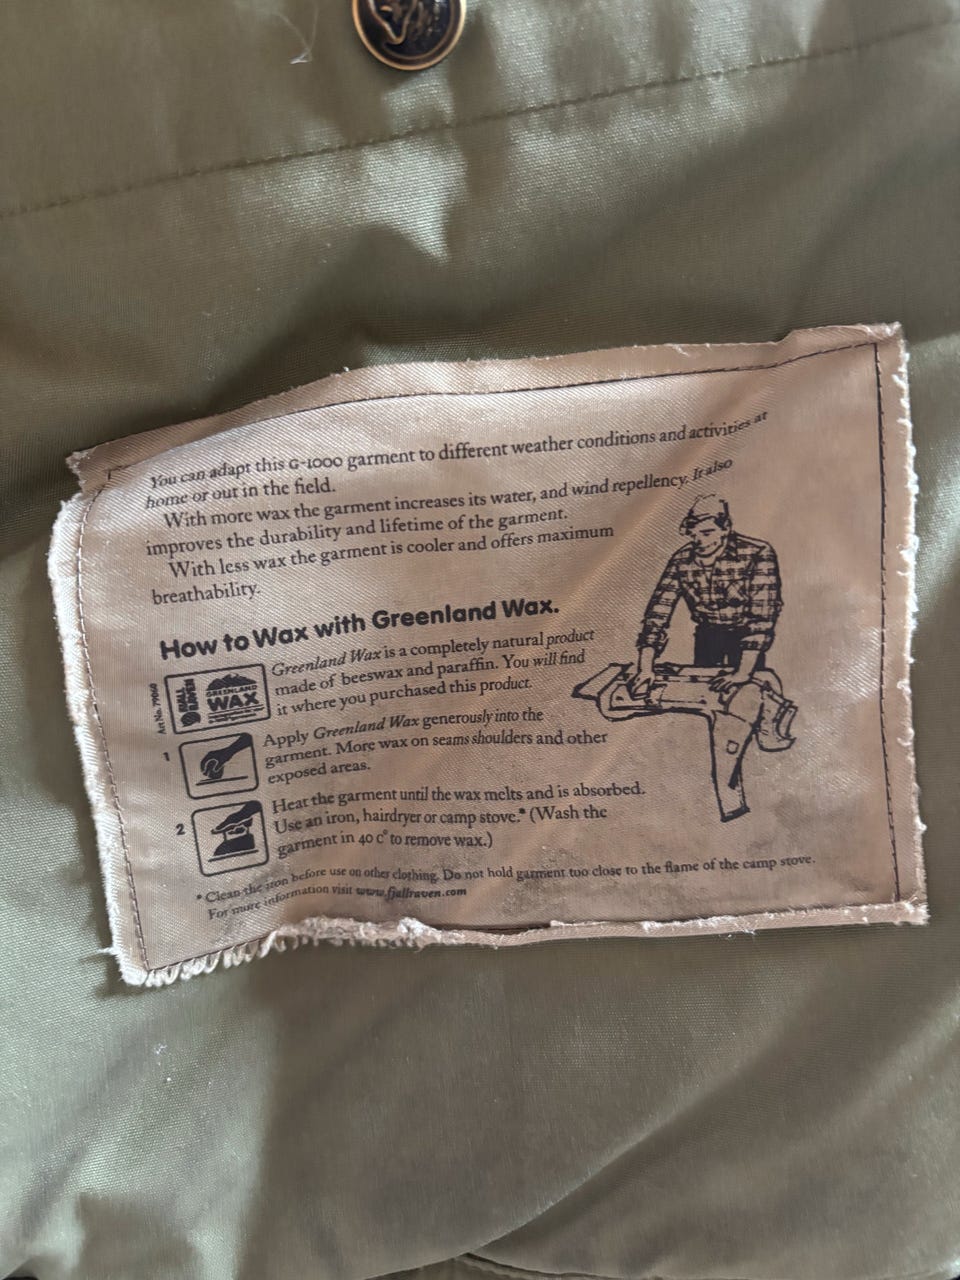 You can adapt this G-1000 garment to different weather conditions and activities at
home or out in the field.
With more wax the garment increases its water, and wind repellency. It also
improves the durability and lifetime of the garment.
With less wax the garment is cooler and offers maximum
breathability.
How to Wax with Greenland Wax.
Art No. 79060
FJÄLL
RÄVEN
GREENLAND
WAX
Greenland Wax is a completely natural product
made of beeswax and paraffin. You will find
it where you purchased this product.
1
Apply Greenland Wax generously into the
garment. More wax on seams shoulders and other
exposed areas.
2
Heat the garment until the wax melts and is absorbed.
Use an iron, hairdryer or camp stove.* (Wash the
garment in 40 c° to remove wax.)
* Clean the iron before use on other clothing. Do not hold garment too close to the flame of the camp stove.
For more information visit www.fjallraven.com